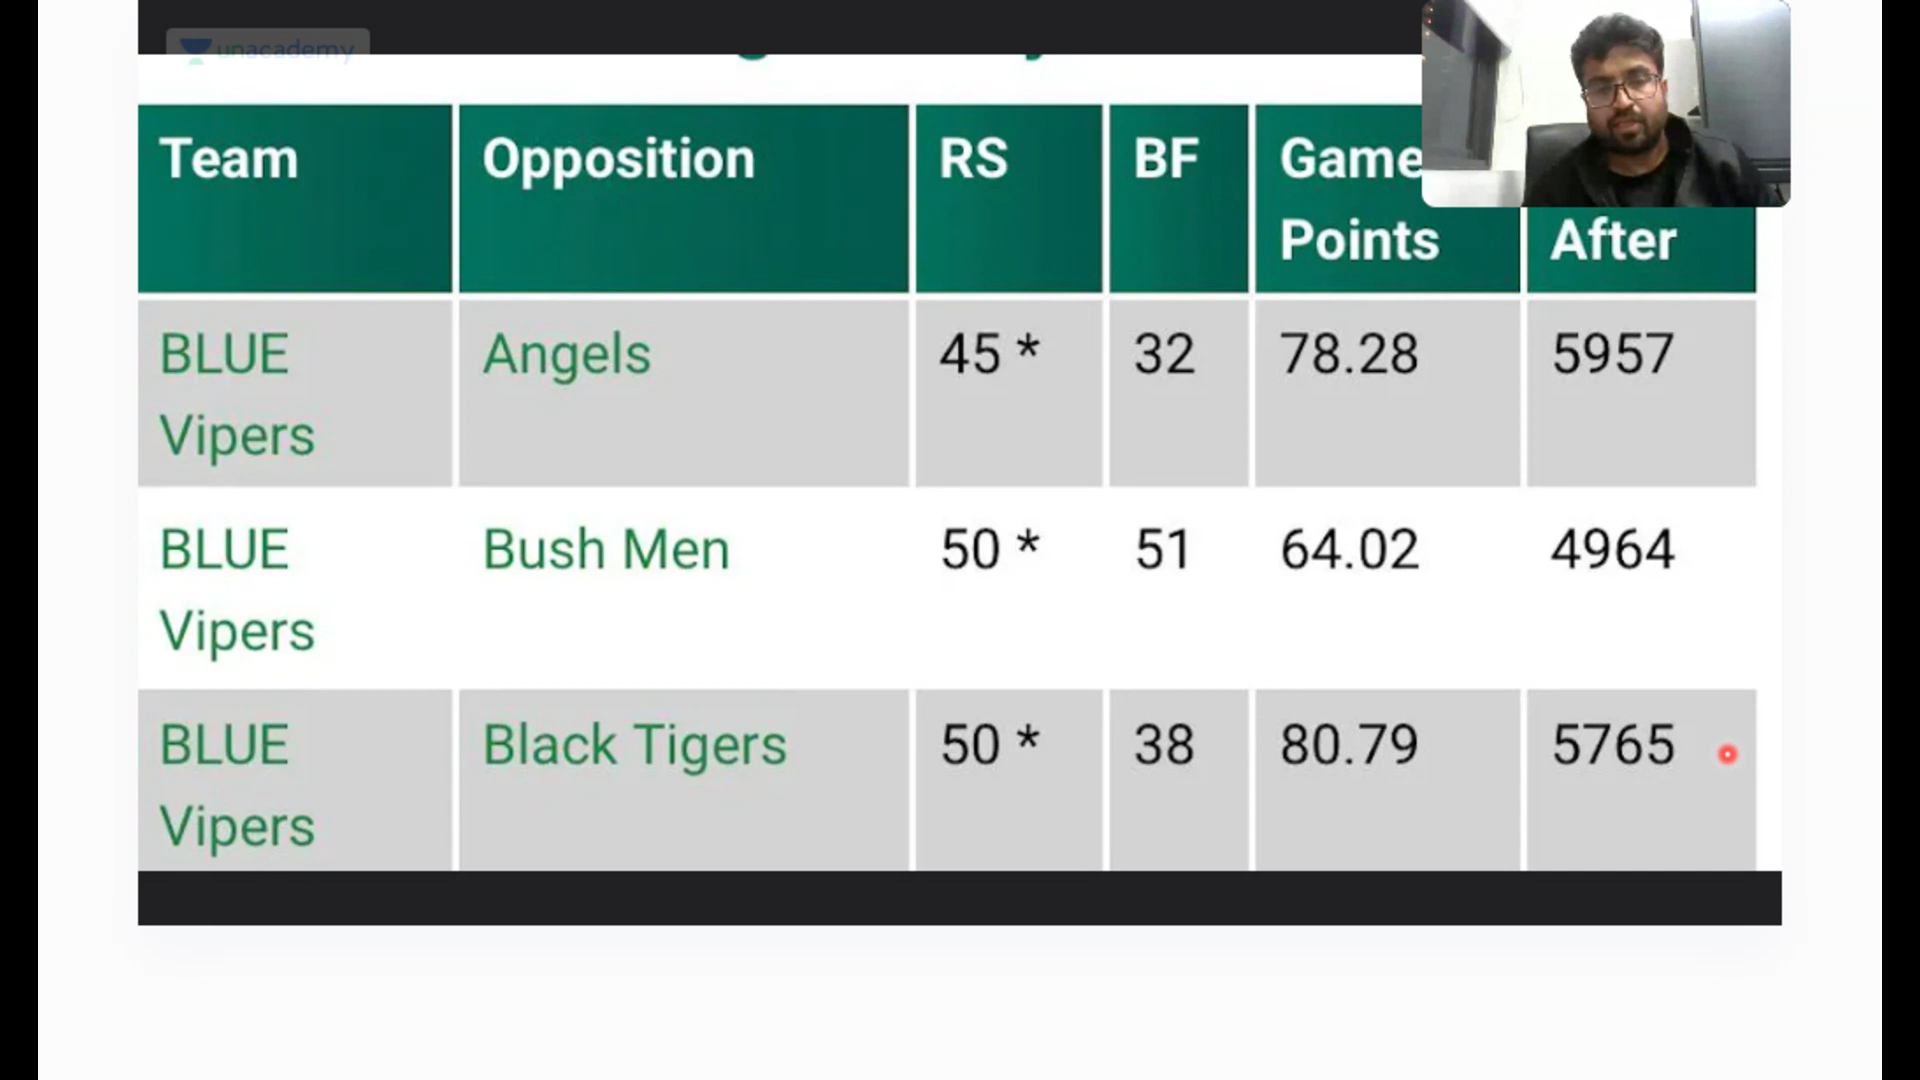 unacademy
Team Opposition RS BF Game
Points After
BLUE Angels 45 * 32 78.28 5957
Vipers
BLUE Bush Men 50 * 51 64.02 4964
Vipers
BLUE Black Tigers 50 * 38 80.79 5765
Vipers